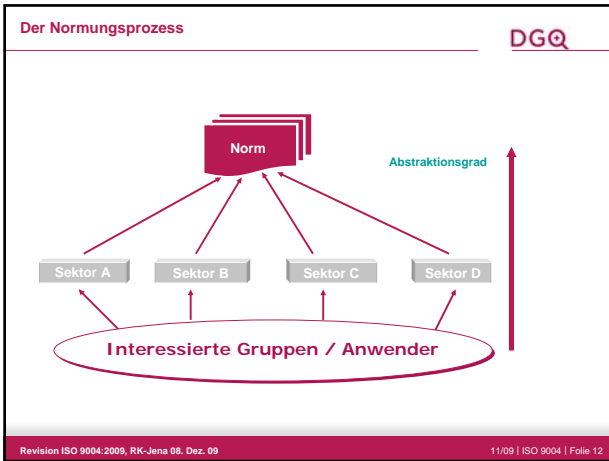 Der Normungsprozess
DGQ
Norm
Abstraktionsgrad
Sektor A
Sektor B
Sektor C
Sektor D
Interessierte Gruppen / Anwender
Revision ISO 9004:2009, RK-Jena 08. Dez. 09
11/09 | ISO 9004 | Folie 12